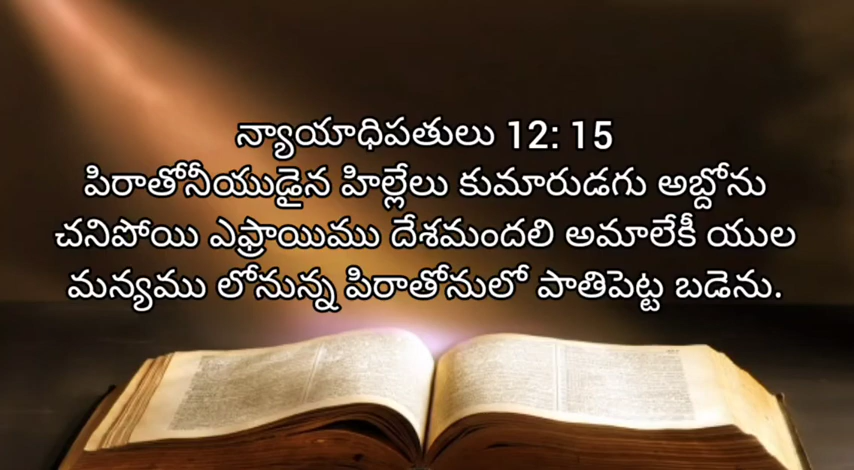 న్యాయాధిపతులు 12: 15
పిరాతోనీయుడైన హిల్లేలు కుమారుడగు అబ్దోను
చనిపోయి ఎఫ్రాయిము దేశమందలి అమాలేకీ యుల
మన్యము లోనున్న పిరాతోనులో పాతిపెట్ట బడెను.